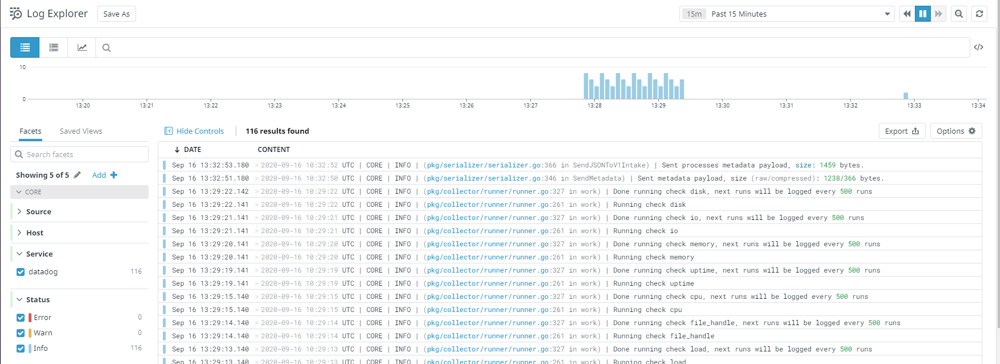 Log Explorer Save As 15m Past 15 Minutes
</>
10
0
13:20 13:21 13:22 13:23 13:24 13:25 13:26 13:27 13:28 13:29 13:30 13:31 13:32 13:33 13:34
Facets Saved Views
Search facets
Showing 5 of 5 Add
CORE
Source
Host
Service
datadog 116
Status
Error 0
Warn 0
Info 116
Hide Controls 116 results found Export Options
DATE CONTENT
Sep 16 13:32:53.180 > 2020-09-16 10:32:52 UTC | CORE | INFO | (pkg/serializer/serializer.go:366 in SendJSONToV1Intake) | Sent processes metadata payload, size: 1459 bytes.
Sep 16 13:32:51.180 > 2020-09-16 10:32:50 UTC | CORE | INFO | (pkg/serializer/serializer.go:346 in SendMetadata) | Sent metadata payload, size (raw/compressed): 1238/366 bytes.
Sep 16 13:29:22.142 > 2020-09-16 10:29:22 UTC | CORE | INFO | (pkg/collector/runner/runner.go:327 in work) | Done running check disk, next runs will be logged every 500 runs
Sep 16 13:29:22.141 > 2020-09-16 10:29:22 UTC | CORE | INFO | (pkg/collector/runner/runner.go:261 in work) | Running check disk
Sep 16 13:29:21.141 > 2020-09-16 10:29:21 UTC | CORE | INFO | (pkg/collector/runner/runner.go:327 in work) | Done running check io, next runs will be logged every 500 runs
Sep 16 13:29:21.141 > 2020-09-16 10:29:21 UTC | CORE | INFO | (pkg/collector/runner/runner.go:261 in work) | Running check io
Sep 16 13:29:20.141 > 2020-09-16 10:29:20 UTC | CORE | INFO | (pkg/collector/runner/runner.go:327 in work) | Done running check memory, next runs will be logged every 500 runs
Sep 16 13:29:20.141 > 2020-09-16 10:29:20 UTC | CORE | INFO | (pkg/collector/runner/runner.go:261 in work) | Running check memory
Sep 16 13:29:19.141 > 2020-09-16 10:29:19 UTC | CORE | INFO | (pkg/collector/runner/runner.go:327 in work) | Done running check uptime, next runs will be logged every 500 runs
Sep 16 13:29:19.141 > 2020-09-16 10:29:19 UTC | CORE | INFO | (pkg/collector/runner/runner.go:261 in work) | Running check uptime
Sep 16 13:29:15.140 > 2020-09-16 10:29:15 UTC | CORE | INFO | (pkg/collector/runner/runner.go:327 in work) | Done running check cpu, next runs will be logged every 500 runs
Sep 16 13:29:15.140 > 2020-09-16 10:29:15 UTC | CORE | INFO | (pkg/collector/runner/runner.go:261 in work) | Running check cpu
Sep 16 13:29:14.140 > 2020-09-16 10:29:14 UTC | CORE | INFO | (pkg/collector/runner/runner.go:327 in work) | Done running check file_handle, next runs will be logged every 500 runs
Sep 16 13:29:14.140 > 2020-09-16 10:29:14 UTC | CORE | INFO | (pkg/collector/runner/runner.go:261 in work) | Running check file_handle
Sep 16 13:29:13.140 > 2020-09-16 10:29:13 UTC | CORE | INFO | (pkg/collector/runner/runner.go:327 in work) | Done running check load, next runs will be logged every 500 runs
Sep 16 13:29:13.140 > 2020-09-16 10:29:13 UTC | CORE | INFO | (pkg/collector/runner/runner.go:261 in work) | Running check load